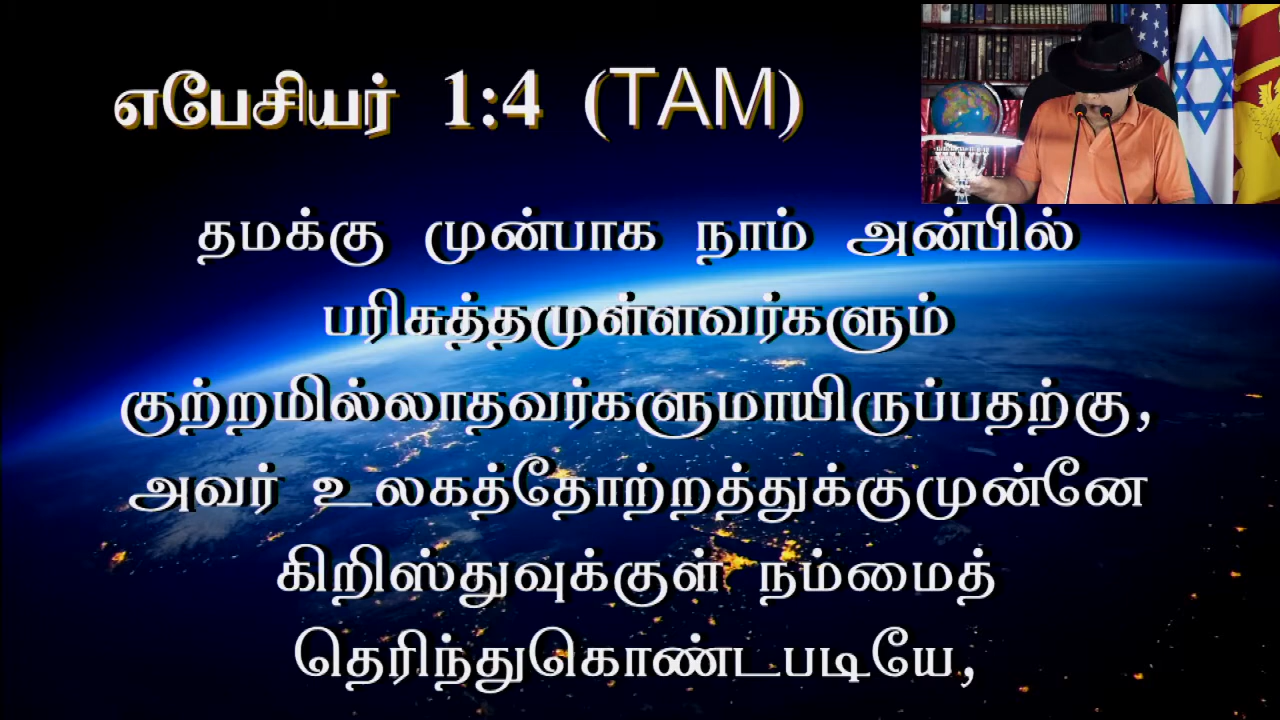 எபேசியர் 1:4 (TAM)
தமக்கு முன்பாக நாம் அன்பில்
பரிசுத்தமுள்ளவர்களும்
குற்றமில்லாதவர்களுமாயிருப்பதற்கு,
அவர் உலகத்தோற்றத்துக்குமுன்னே
கிறிஸ்துவுக்குள் நம்மைத்
தெரிந்துகொண்டபடியே,